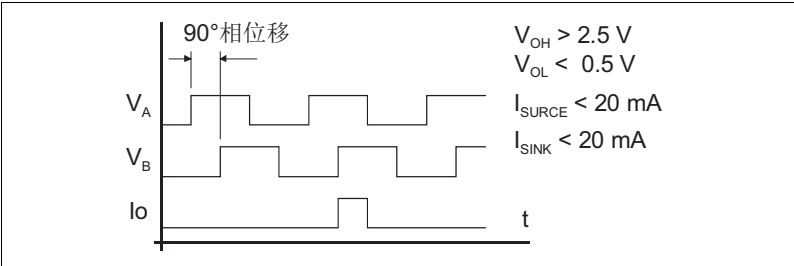 90°相位移
V_OH > 2.5 V
V_OL < 0.5 V
V_A
I_SURCE < 20 mA
V_B
I_SINK < 20 mA
Io
t